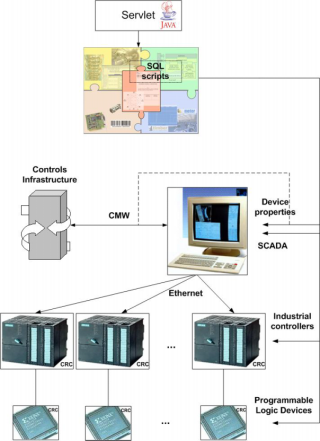 Servlet
JAVA
SQL
scripts
Controls
Infrastructure
CMW
Device
properties
SCADA
Ethernet
Industrial
controllers
CRC
CRC
CRC
...
Programmable
Logic Devices
CRC
CRC
CRC
...